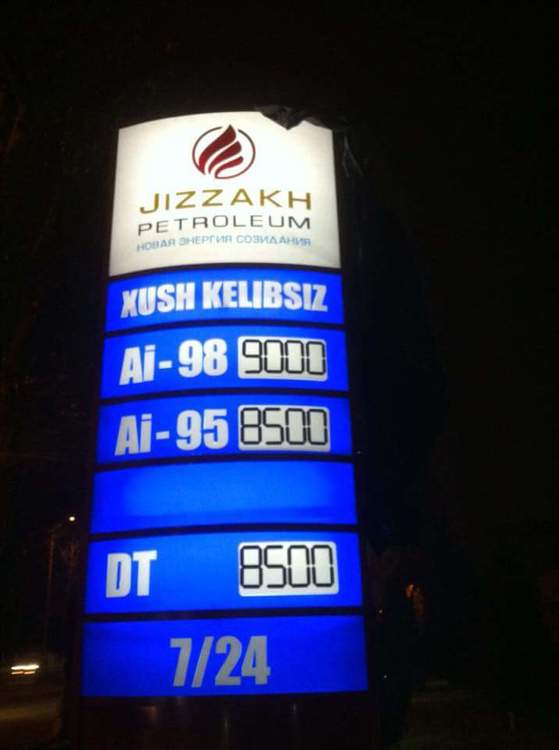 JIZZAKH
PETROLEUM
НОВАЯ ЭНЕРГИЯ СОЗИДАНИЯ
XUSH KELIBSIZ
Ai-98 9000
Ai-95 8500
DT 8500
7/24